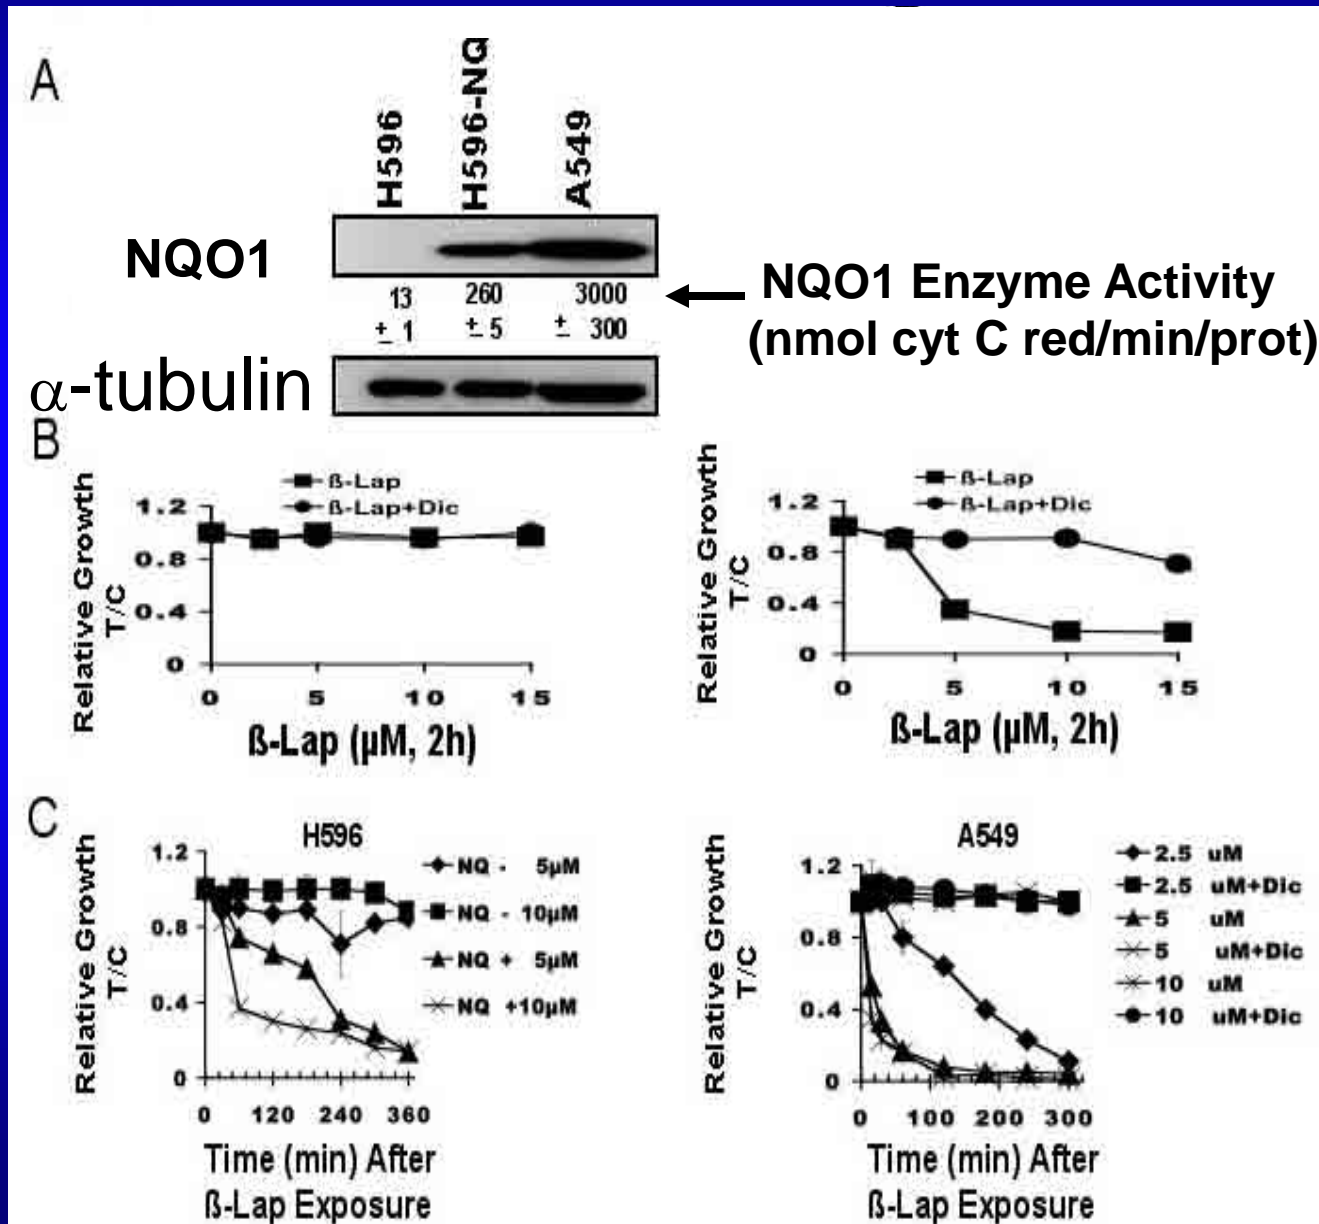 A
H596
H596-NQ
A549
NQO1
13 260 3000
± 1 ± 5 ± 300
NQO1 Enzyme Activity
(nmol cyt C red/min/prot)
α-tubulin
B
ß-Lap
ß-Lap+Dic
Relative Growth
T/C
1.2
0.8
0.4
0
0 5 10 15
ß-Lap (µM, 2h)
ß-Lap
ß-Lap+Dic
Relative Growth
T/C
1.2
0.8
0.4
0
0 5 10 15
ß-Lap (µM, 2h)
C
H596
Relative Growth
T/C
1.2
0.8
0.4
0
0 120 240 360
NQ - 5µM
NQ - 10µM
NQ + 5µM
NQ +10µM
Time (min) After
ß-Lap Exposure
A549
Relative Growth
T/C
1.2
0.8
0.4
0
0 100 200 300
2.5 uM
2.5 uM+Dic
5 uM
5 uM+Dic
10 uM
10 uM+Dic
Time (min) After
ß-Lap Exposure